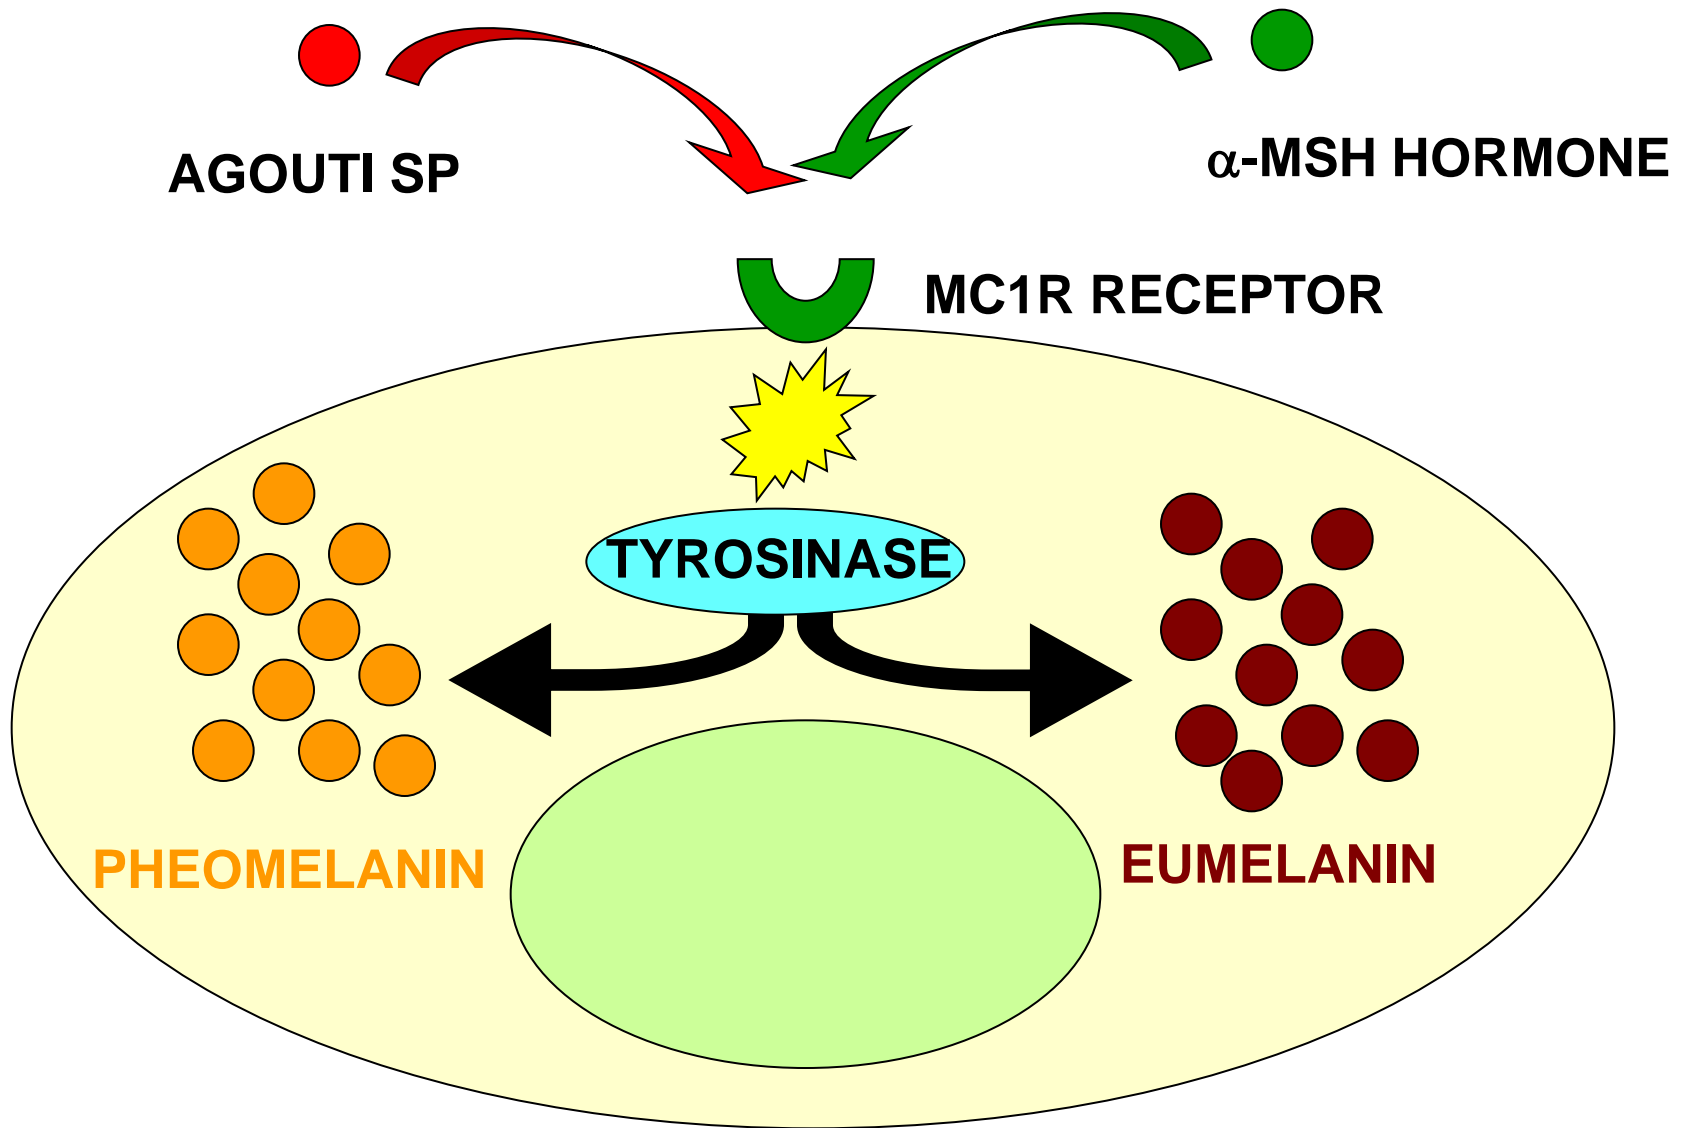 AGOUTI SP
α-MSH HORMONE
MC1R RECEPTOR
TYROSINASE
PHEOMELANIN
EUMELANIN